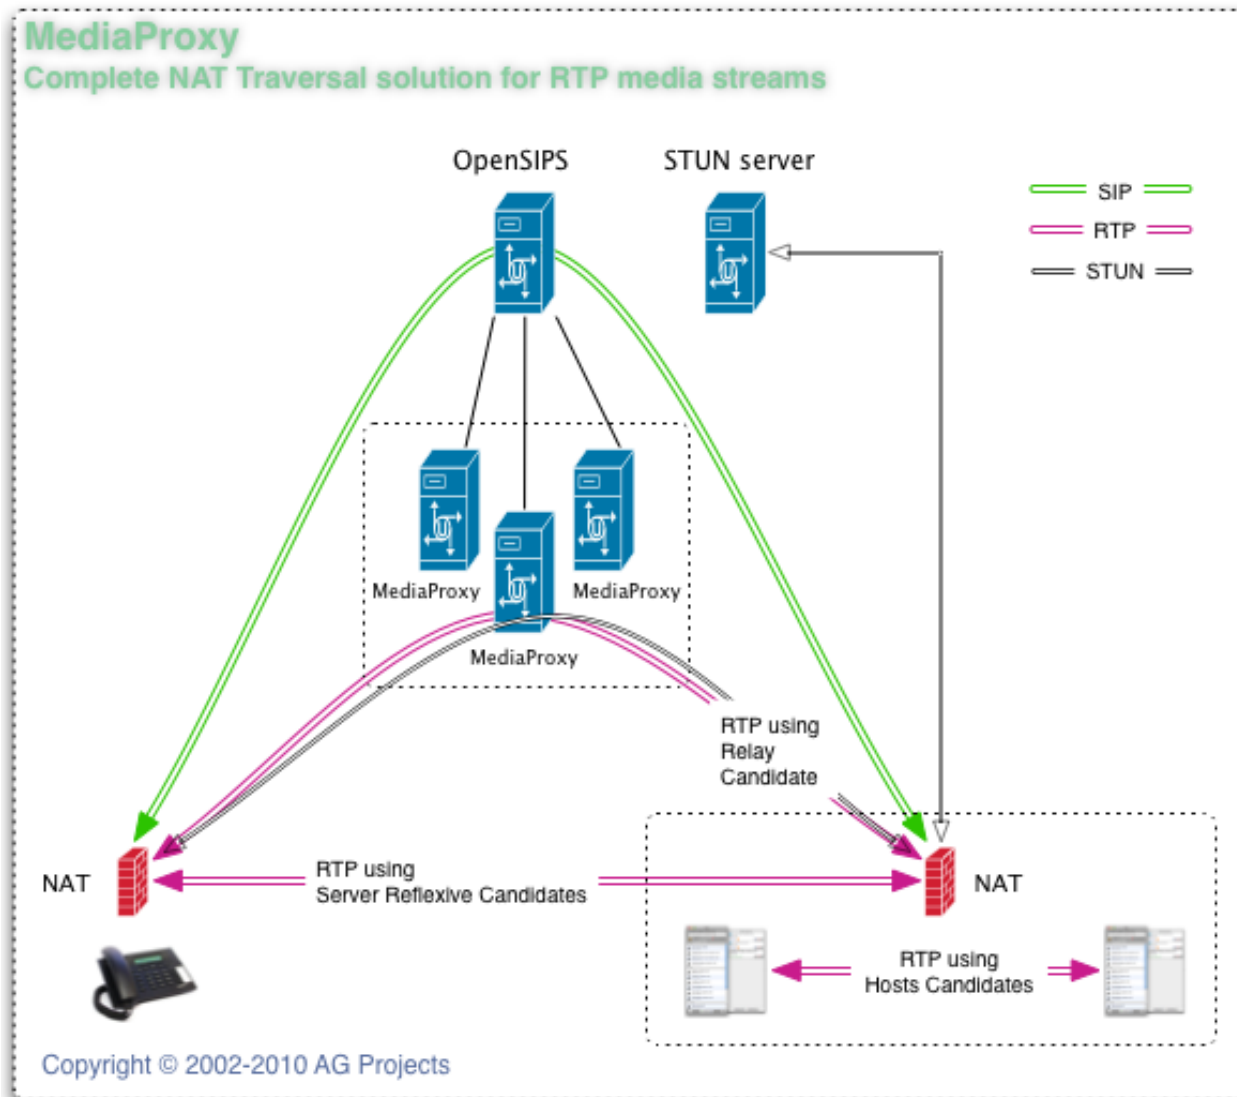 MediaProxy
Complete NAT Traversal solution for RTP media streams
OpenSIPS
STUN server
SIP
RTP
STUN
MediaProxy
MediaProxy
MediaProxy
RTP using
Relay
Candidate
NAT
RTP using
Server Reflexive Candidates
NAT
RTP using
Hosts Candidates
Copyright © 2002-2010 AG Projects